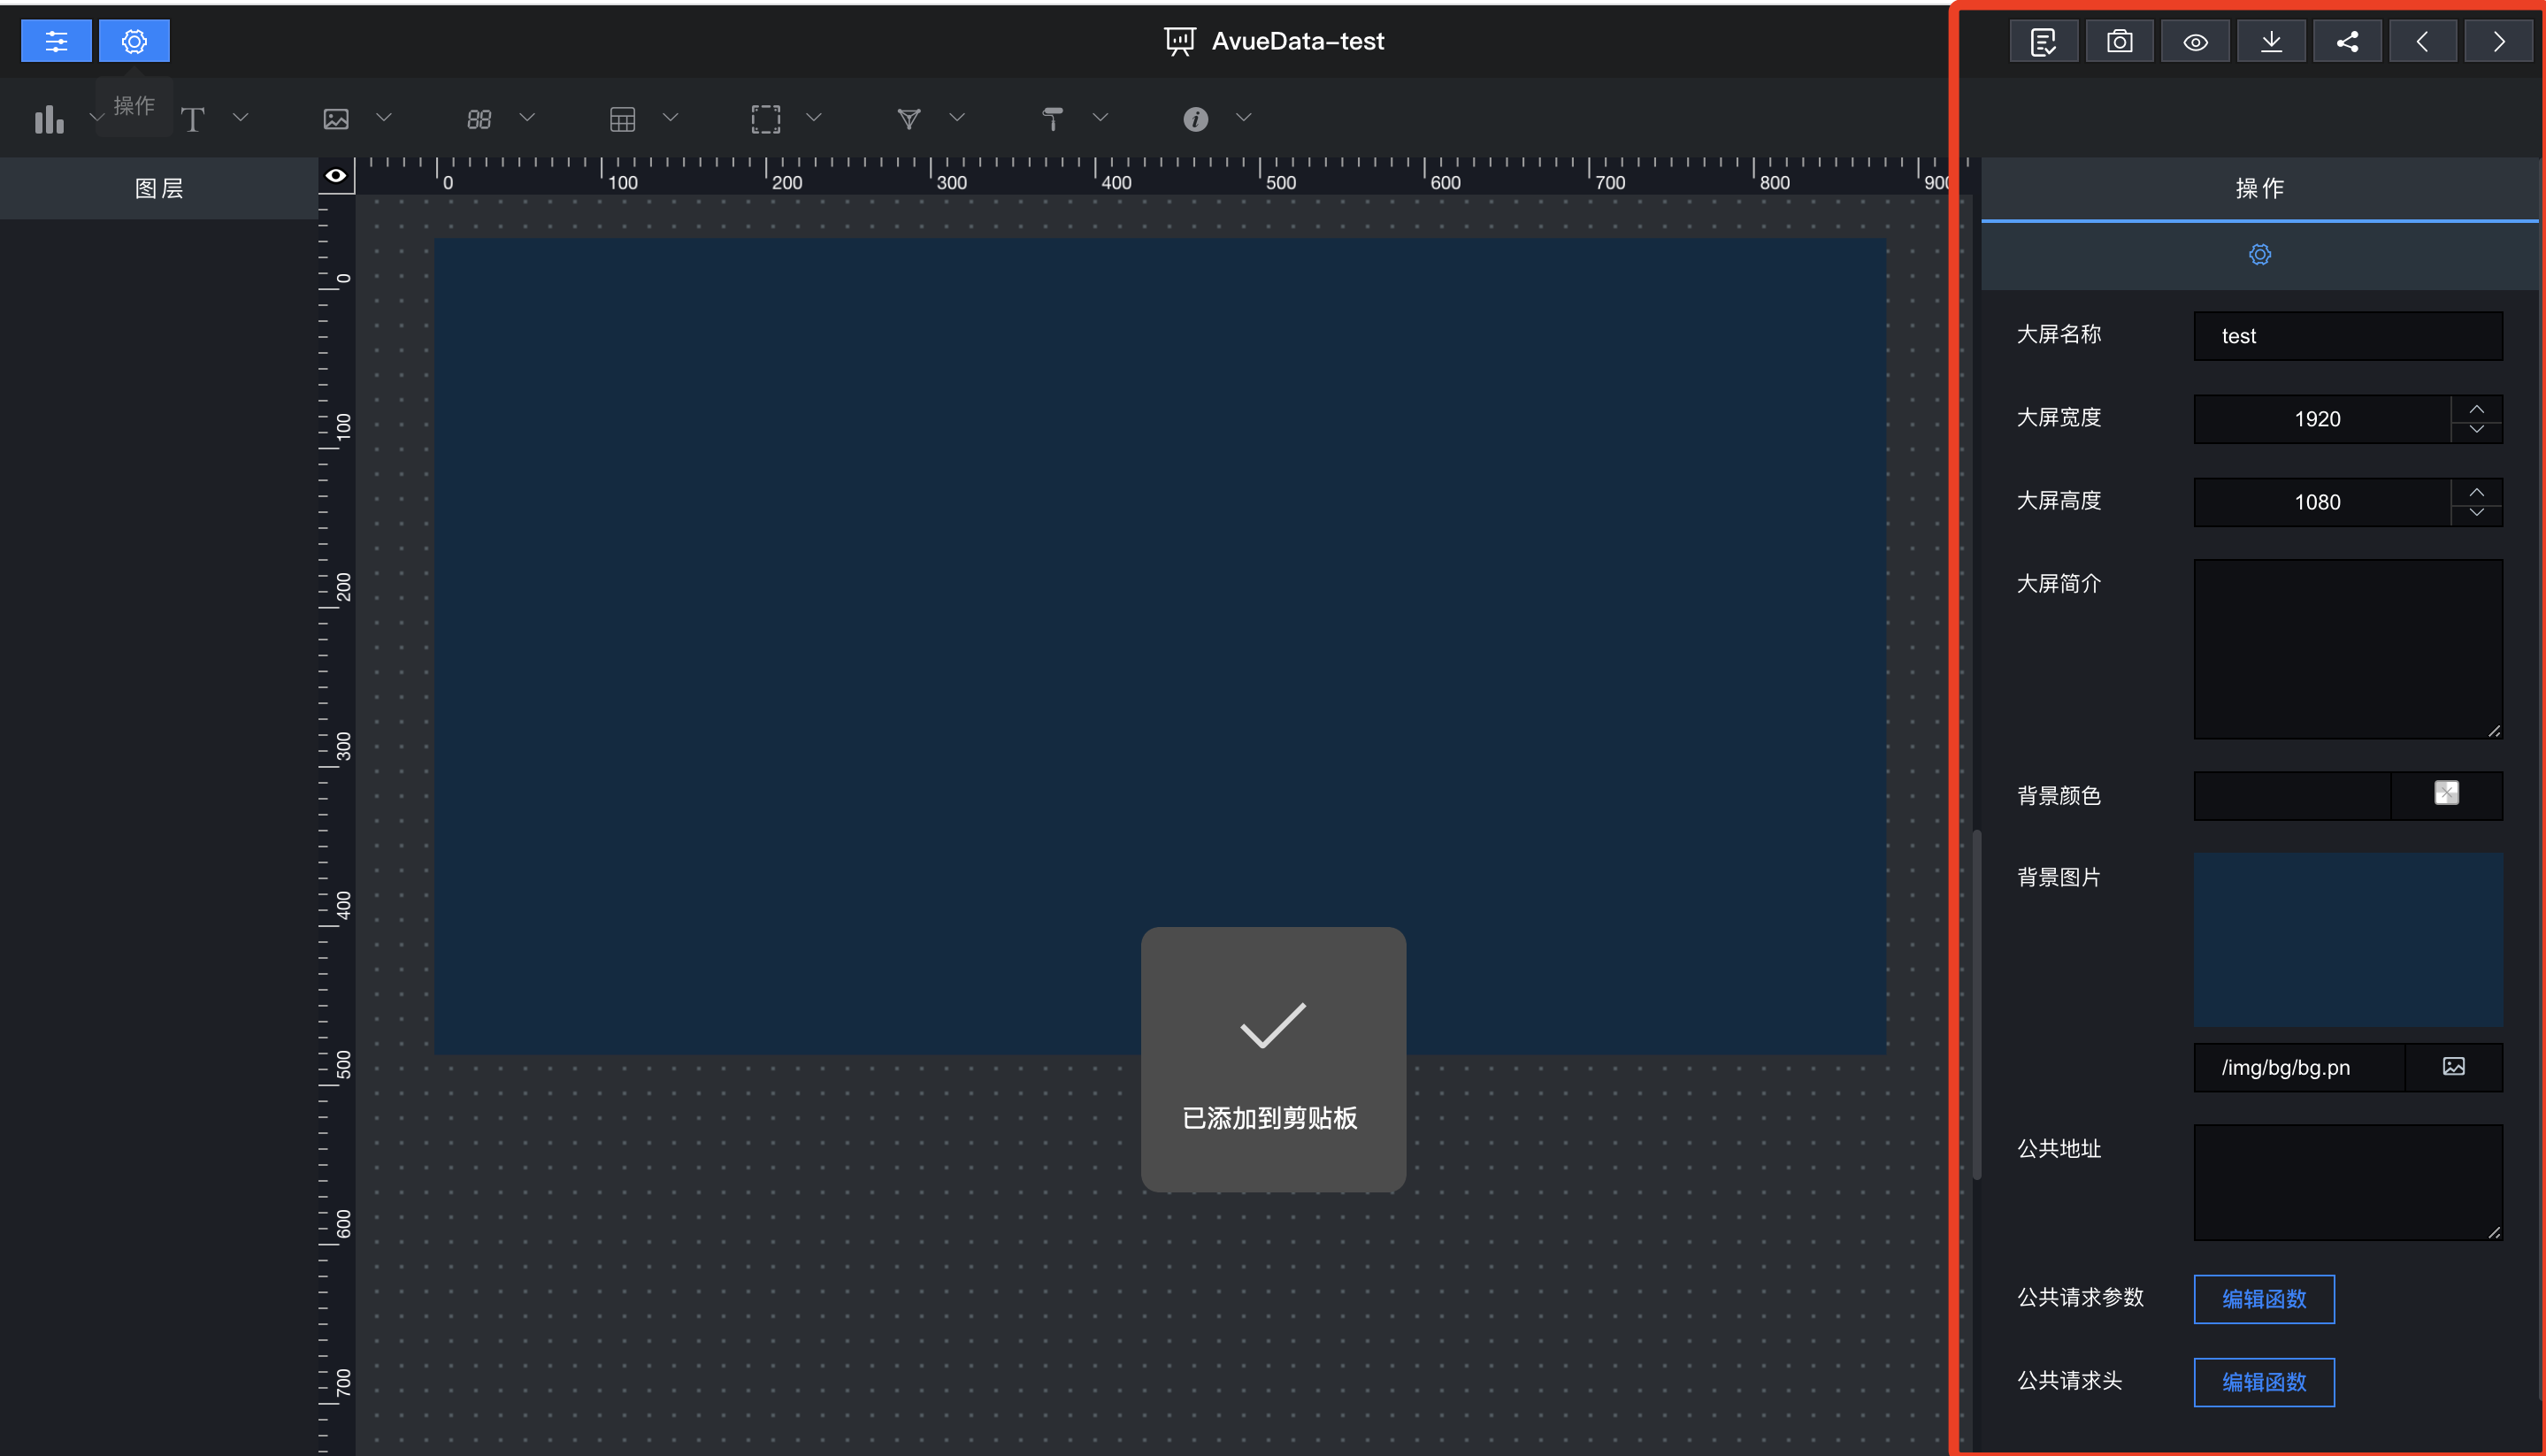 AvueData–test
操作
88
图层
0
100
200
300
400
500
600
700
800
900
0
100
200
300
400
500
600
700
已添加到剪贴板
操作
大屏名称
test
大屏宽度
1920
大屏高度
1080
大屏简介
背景颜色
背景图片
/img/bg/bg.pn
公共地址
公共请求参数
编辑函数
公共请求头
编辑函数